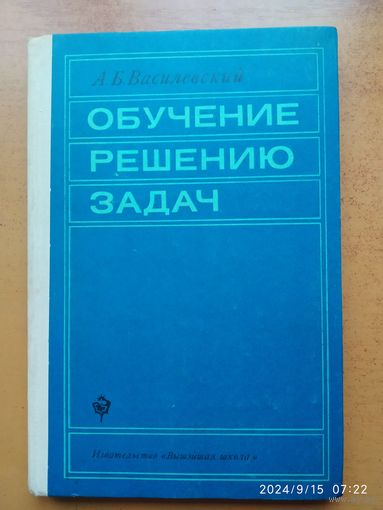 А.Б.Василевский
ОБУЧЕНИЕ
РЕШЕНИЮ
ЗАДАЧ
Издательство «Вышэйшая школа»
2024/9/15 07:22